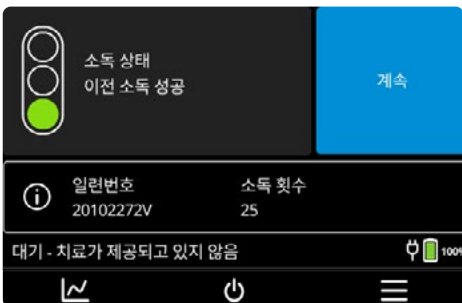 소독 상태
이전 소독 성공
계속
일련번호 소독 횟수
20102272V 25
대기 - 치료가 제공되고 있지 않음 100%